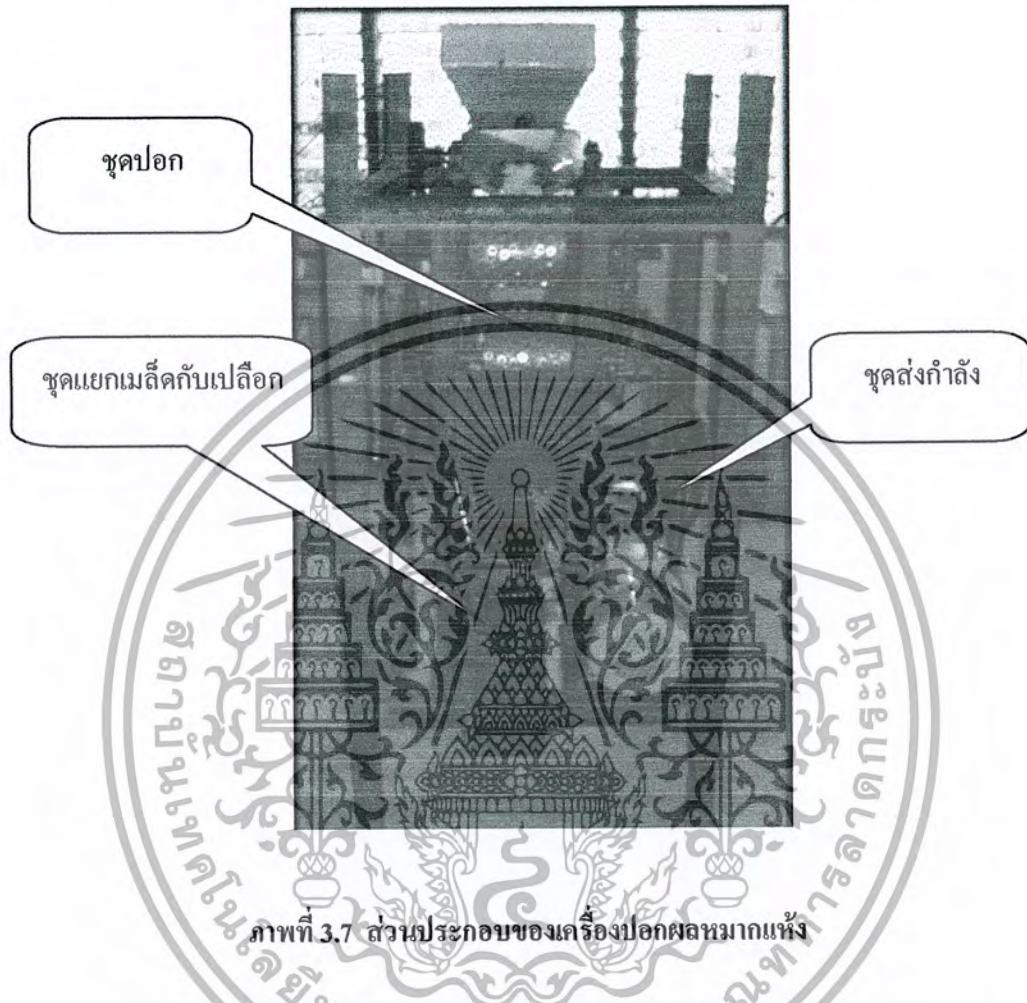 ชุดปอก
ชุดแยกเมล็ดกับเปลือก
ชุดส่งกำลัง
ภาพที่ 3.7 ส่วนประกอบของเครื่องปอกผลหมากแห้ง